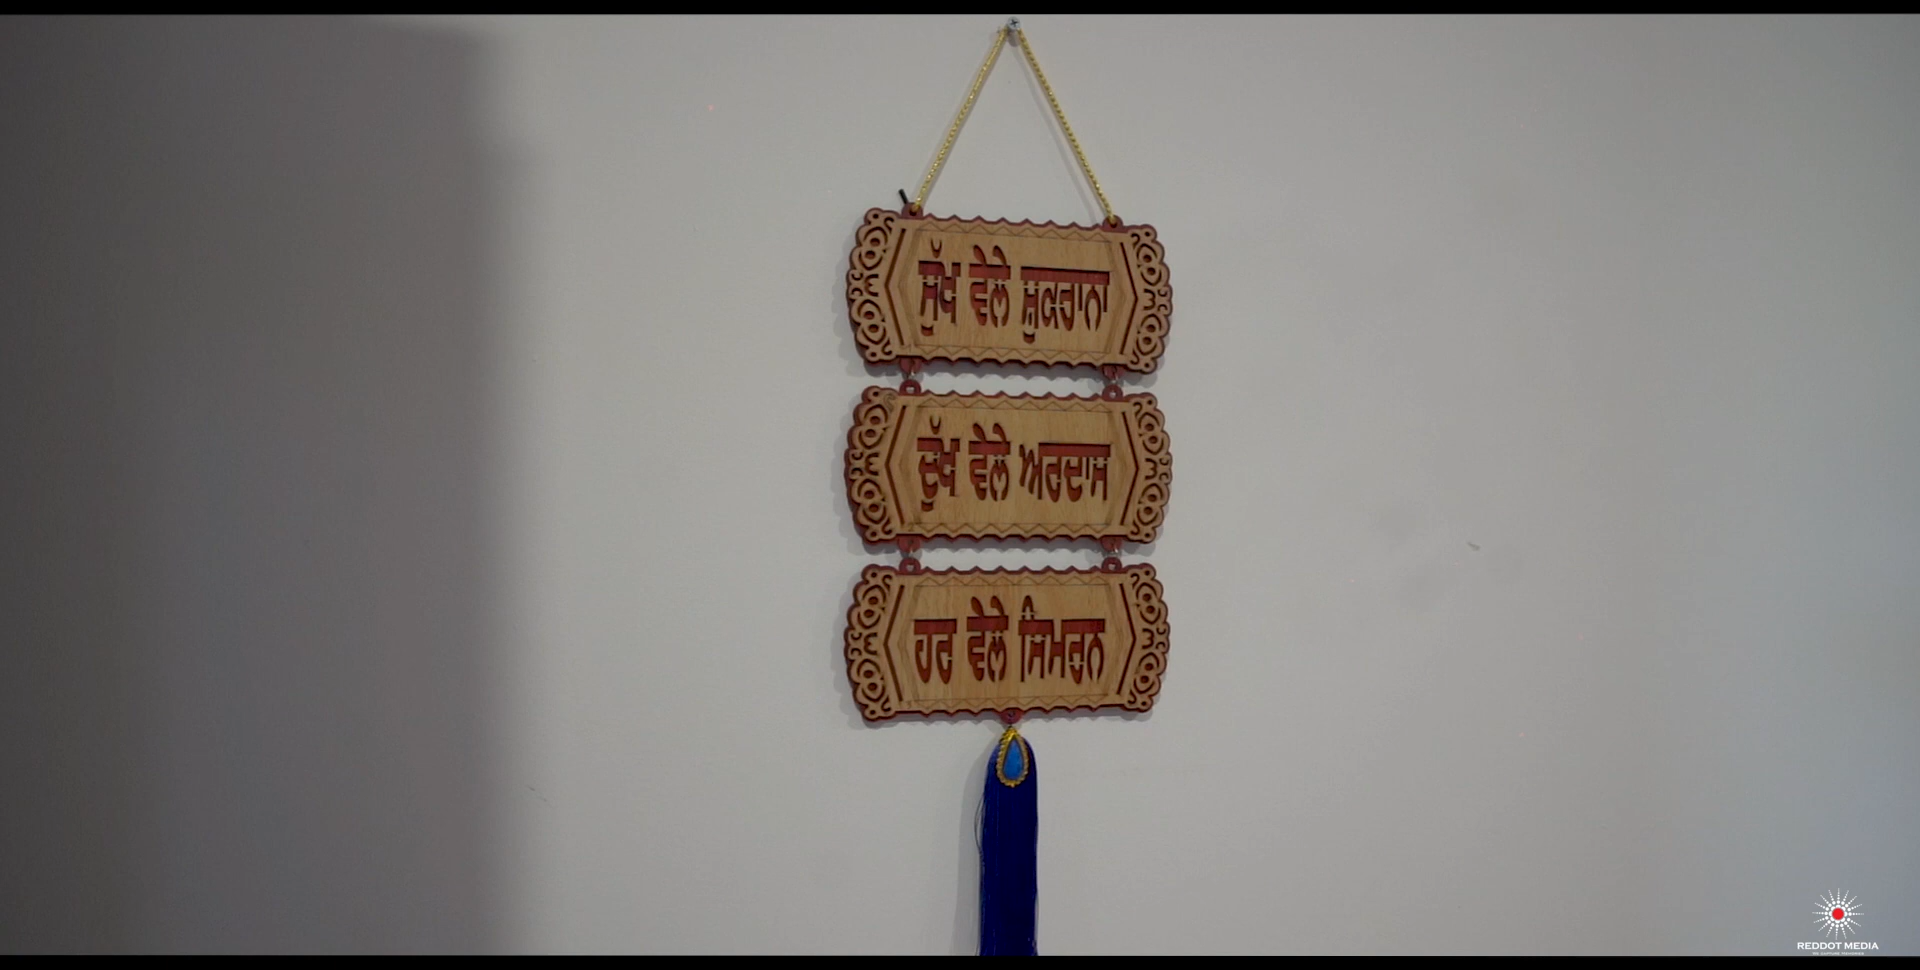 ਸੁੱਖ ਵੇਲੇ ਸ਼ੁਕਰਾਨਾ
ਦੁੱਖ ਵੇਲੇ ਅਰਦਾਸ
ਹਰ ਵੇਲੇ ਸਿਮਰਨ
REDDOT MEDIA